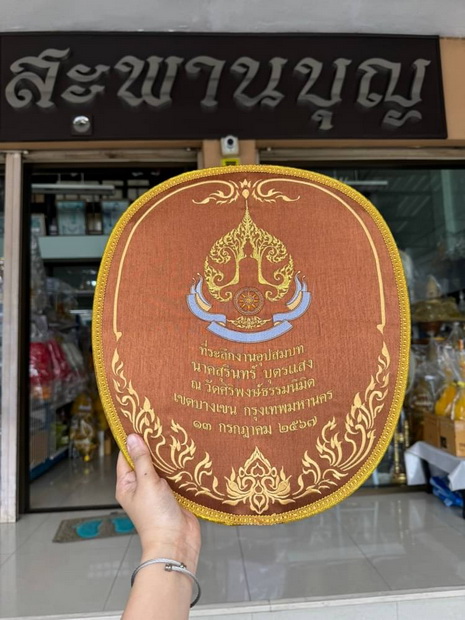 สะพานบุญ
ที่ระลึกงานอุปสมบท
นาคสุรินทร์ บุตรแสง
ณ วัดศิริพงษ์ธรรมนิมิต
เขตบางเขน กรุงเทพมหานคร
๑๓ กรกฎาคม ๒๕๖๗